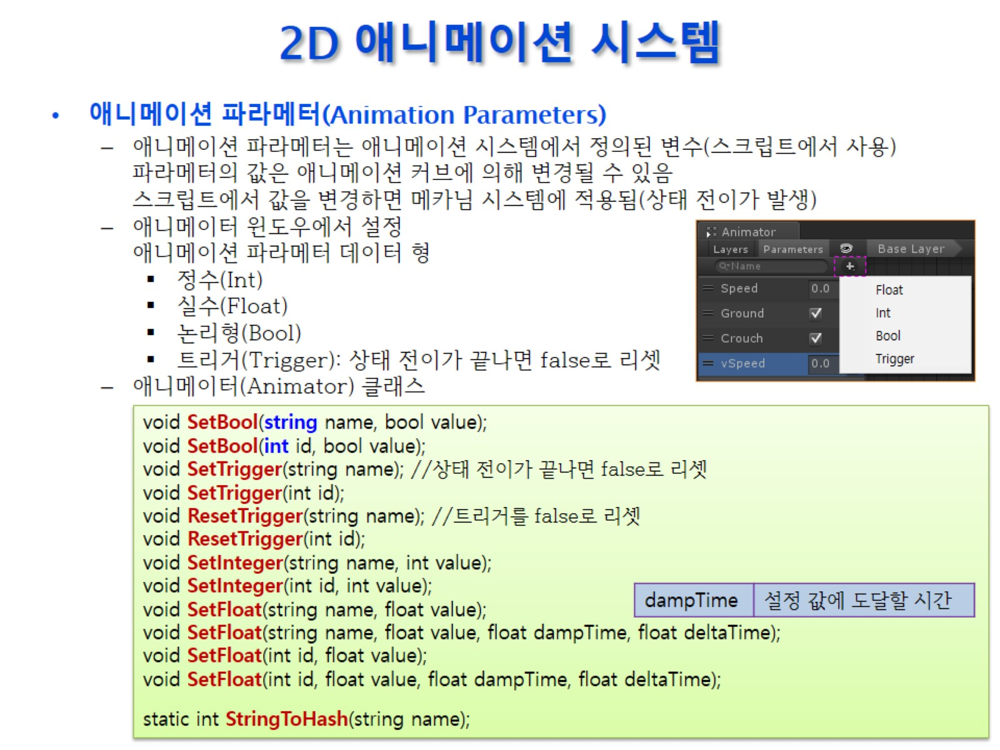 2D 애니메이션 시스템
• 애니메이션 파라메터(Animation Parameters)
– 애니메이션 파라메터는 애니메이션 시스템에서 정의된 변수(스크립트에서 사용)
파라메터의 값은 애니메이션 커브에 의해 변경될 수 있음
스크립트에서 값을 변경하면 메카님 시스템에 적용됨(상태 전이가 발생)
– 애니메이터 윈도우에서 설정
애니메이션 파라메터 데이터 형
▪ 정수(Int)
▪ 실수(Float)
▪ 논리형(Bool)
▪ 트리거(Trigger): 상태 전이가 끝나면 false로 리셋
– 애니메이터(Animator) 클래스
Animator
Layers Parameters Base Layer
Name +
Speed 0.0
Ground
Crouch
vSpeed 0.0
Float
Int
Bool
Trigger
void SetBool(string name, bool value);
void SetBool(int id, bool value);
void SetTrigger(string name); //상태 전이가 끝나면 false로 리셋
void SetTrigger(int id);
void ResetTrigger(string name); //트리거를 false로 리셋
void ResetTrigger(int id);
void SetInteger(string name, int value);
void SetInteger(int id, int value);
void SetFloat(string name, float value);
void SetFloat(string name, float value, float dampTime, float deltaTime);
void SetFloat(int id, float value);
void SetFloat(int id, float value, float dampTime, float deltaTime);
static int StringToHash(string name);
dampTime 설정 값에 도달할 시간